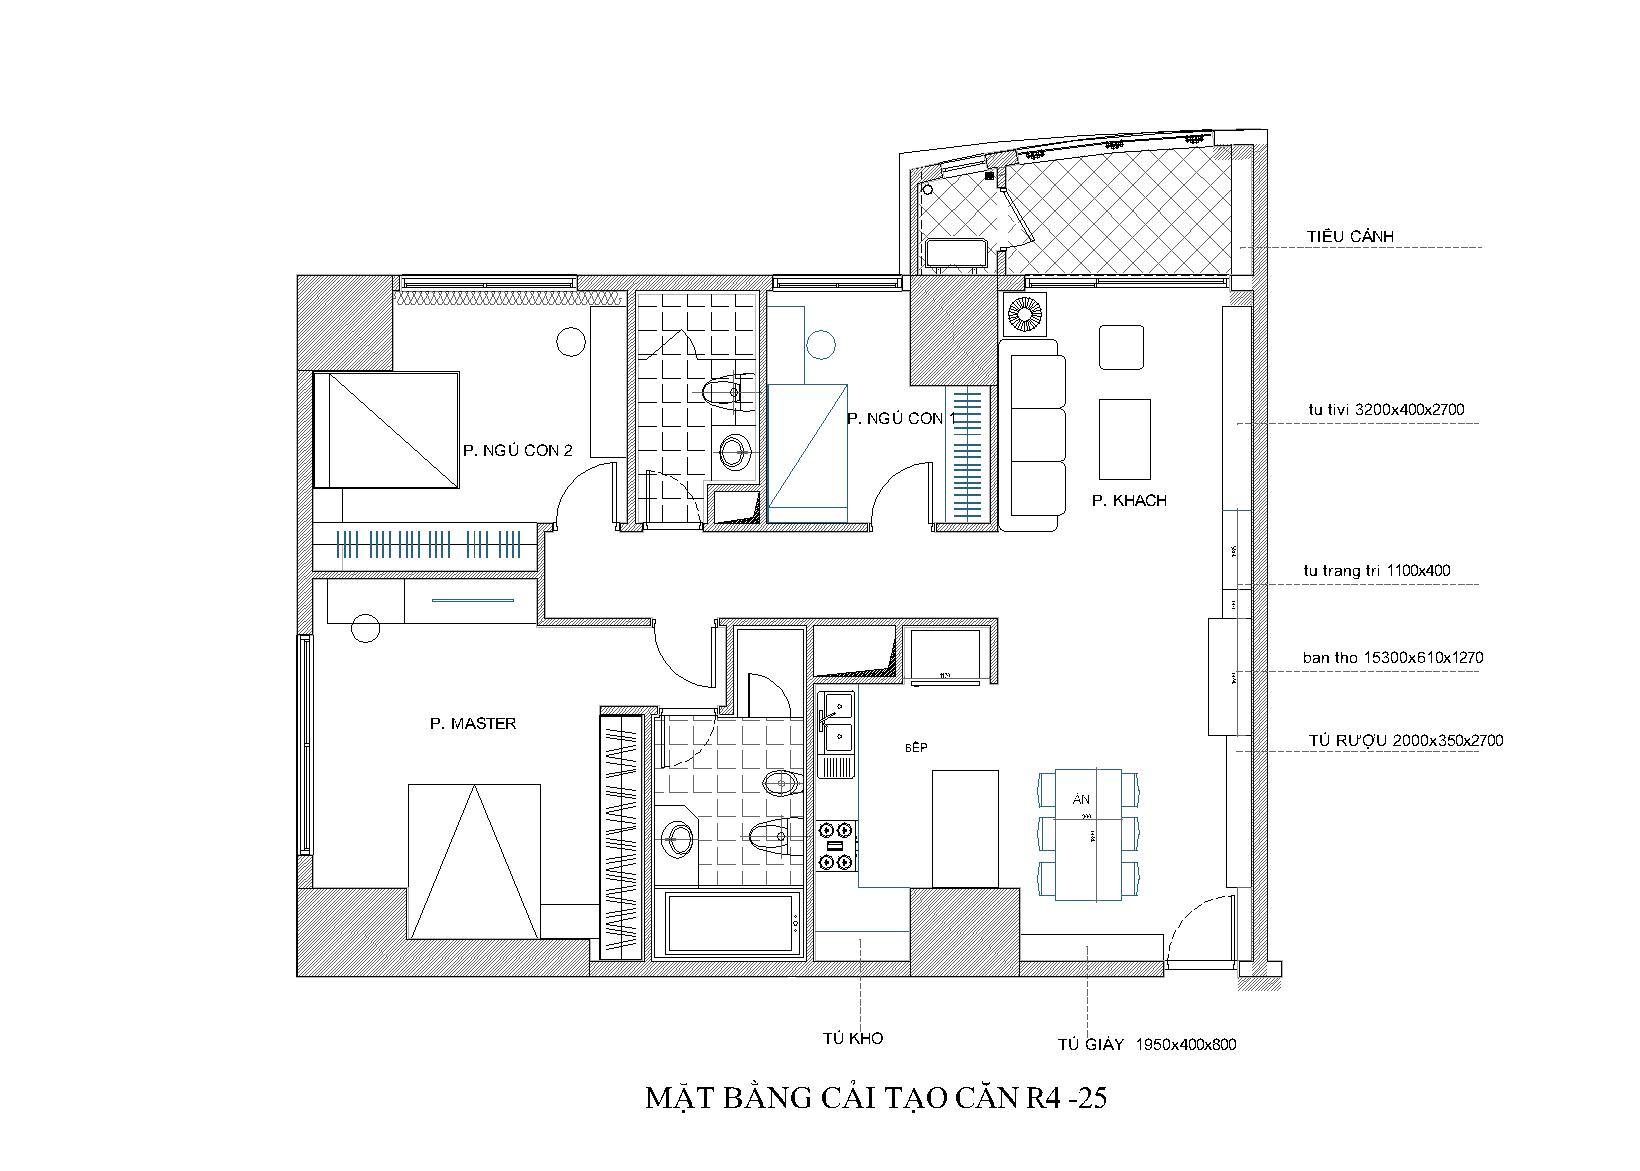 TIỂU CẢNH
tu tivi 3200x400x2700
P. NGỦ CON 1
P. NGỦ CON 2
P. KHACH
tu trang tri 1100x400
ban tho 15300x610x1270
P. MASTER
TỦ RƯỢU 2000x350x2700
BẾP
ĂN
TỦ KHO
TỦ GIẦY 1950x400x800
MẶT BẰNG CẢI TẠO CĂN R4 -25